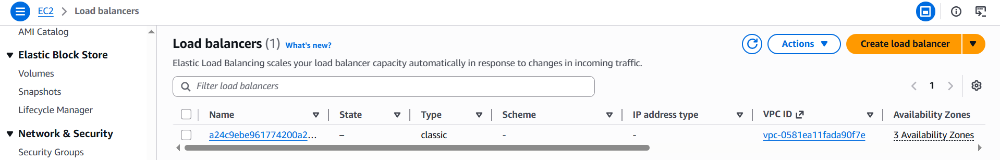 EC2 > Load balancers
AMI Catalog
Elastic Block Store
Volumes
Snapshots
Lifecycle Manager
Network & Security
Security Groups
Load balancers (1) What's new?
Actions
Create load balancer
Elastic Load Balancing scales your load balancer capacity automatically in response to changes in incoming traffic.
Filter load balancers
1
Name State Type Scheme IP address type VPC ID Availability Zones
a24c9ebe961774200a2... – classic - - vpc-0581ea11fada90f7e 3 Availability Zones